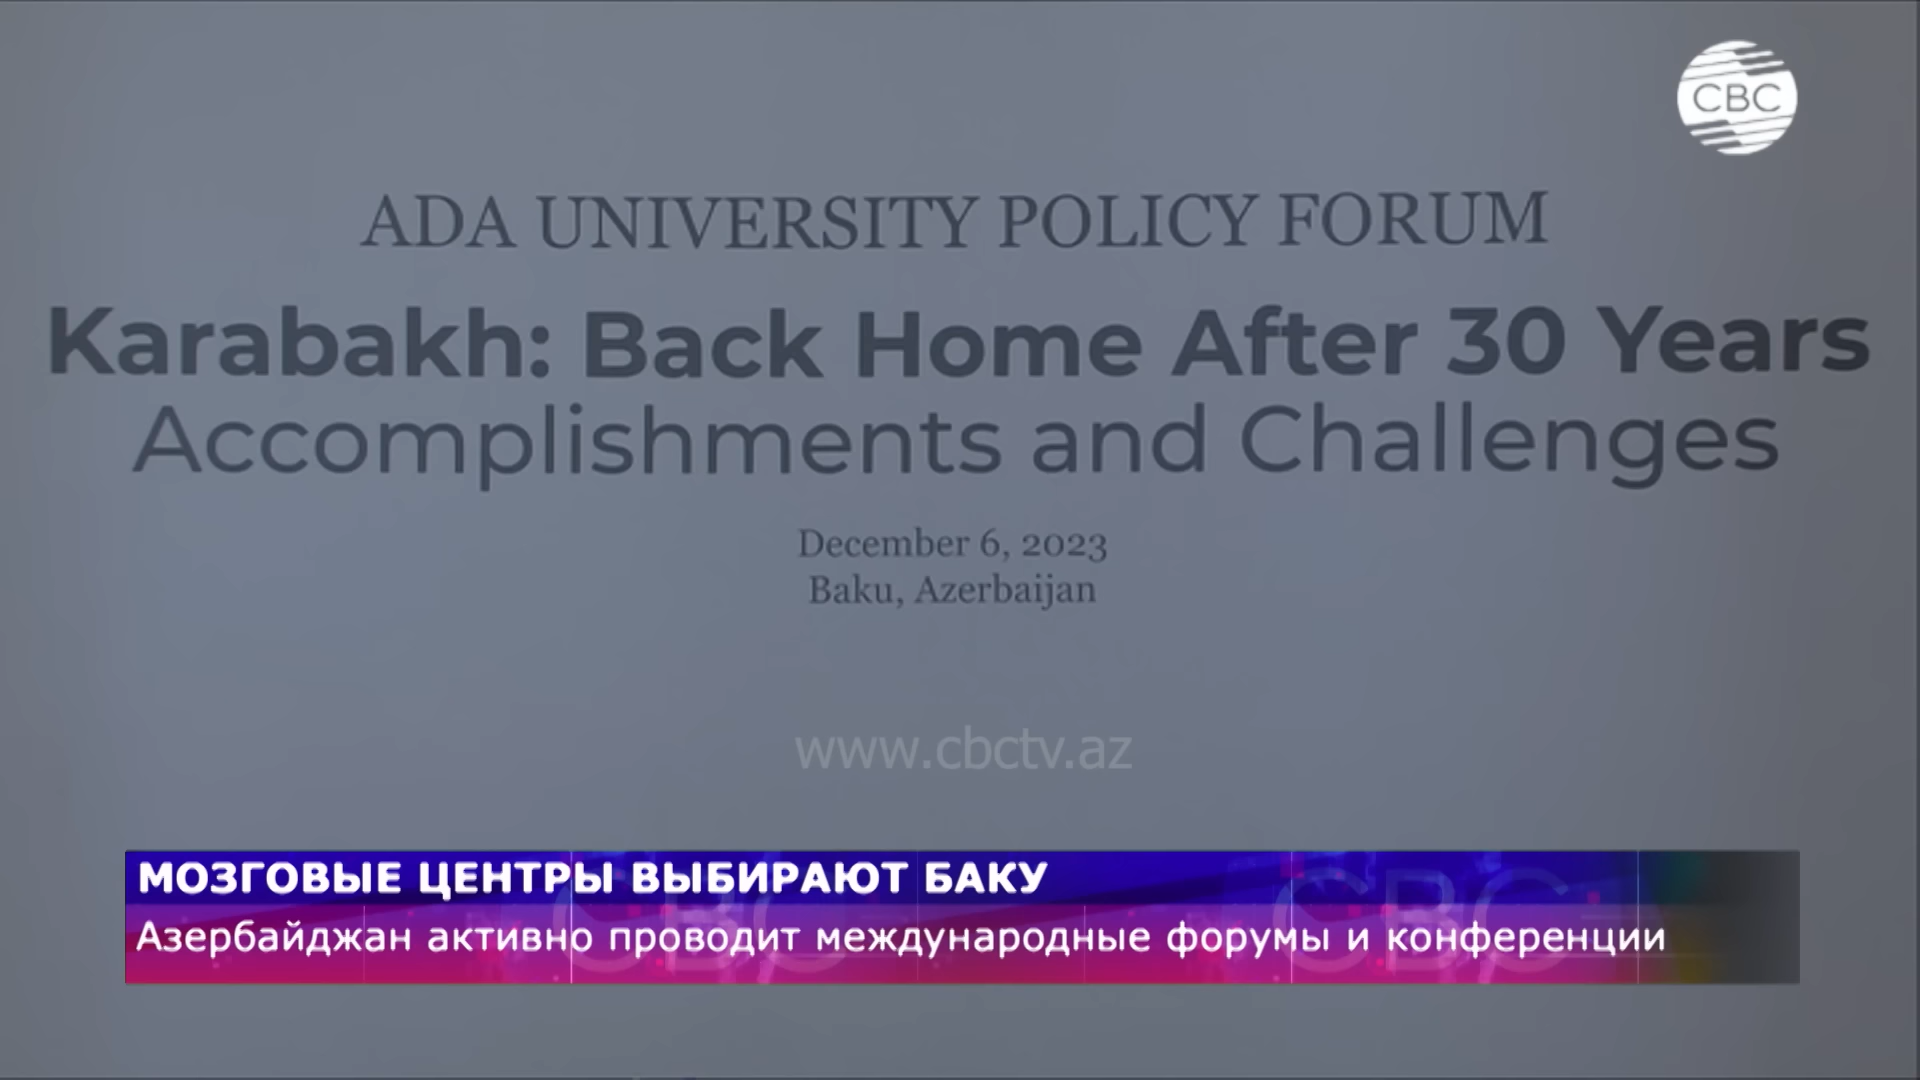 CBC
ADA UNIVERSITY POLICY FORUM
Karabakh: Back Home After 30 Years
Accomplishments and Challenges
December 6, 2023
Baku, Azerbaijan
www.cbctv.az
МОЗГОВЫЕ ЦЕНТРЫ ВЫБИРАЮТ БАКУ
Азербайджан активно проводит международные форумы и конференции